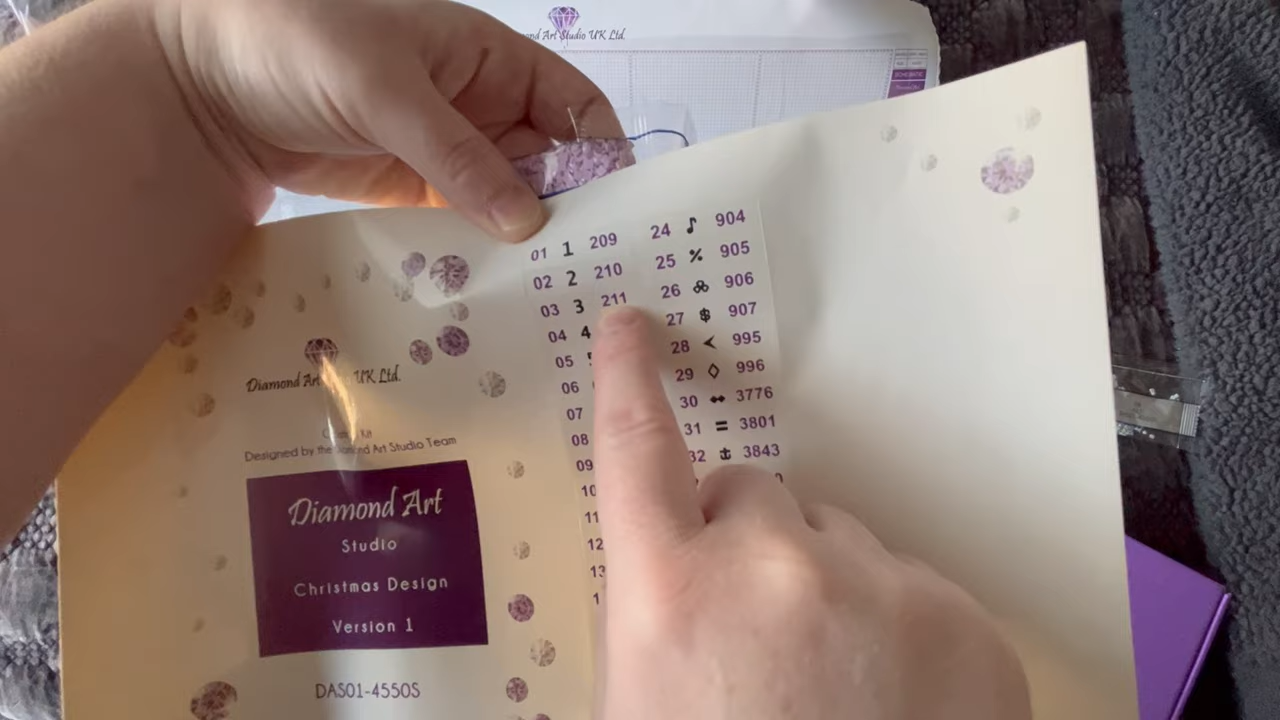 Art Studio UK Ltd.
01 1 209
02 2 210
03 3 211
04 4
05
06
07
08
09
10
11
12
13
24 ♪ 904
25 % 905
26 906
27 $ 907
28 < 995
29 ◇ 996
30 3776
31 = 3801
32 ⚓ 3843
Diamond Art UK Ltd.
Kit
Designed by the Diamond Art Studio Team
Diamond Art
Studio
Christmas Design
Version 1
DAS01-4550S